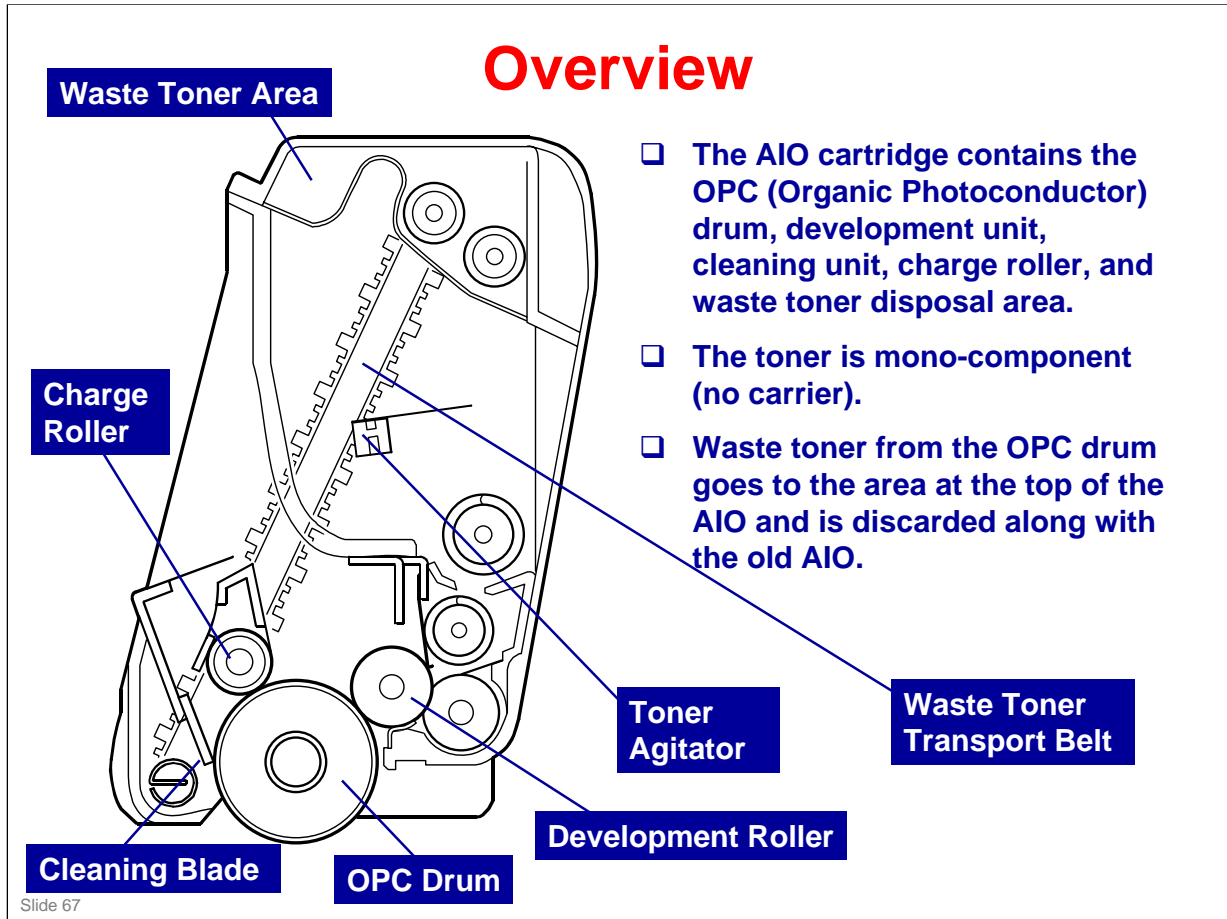 Overview
Waste Toner Area
❑ The AIO cartridge contains the
OPC (Organic Photoconductor)
drum, development unit,
cleaning unit, charge roller, and
waste toner disposal area.
❑ The toner is mono-component
(no carrier).
❑ Waste toner from the OPC drum
goes to the area at the top of the
AIO and is discarded along with
the old AIO.
Charge
Roller
Toner
Agitator
Waste Toner
Transport Belt
Development Roller
Cleaning Blade
OPC Drum
Slide 67